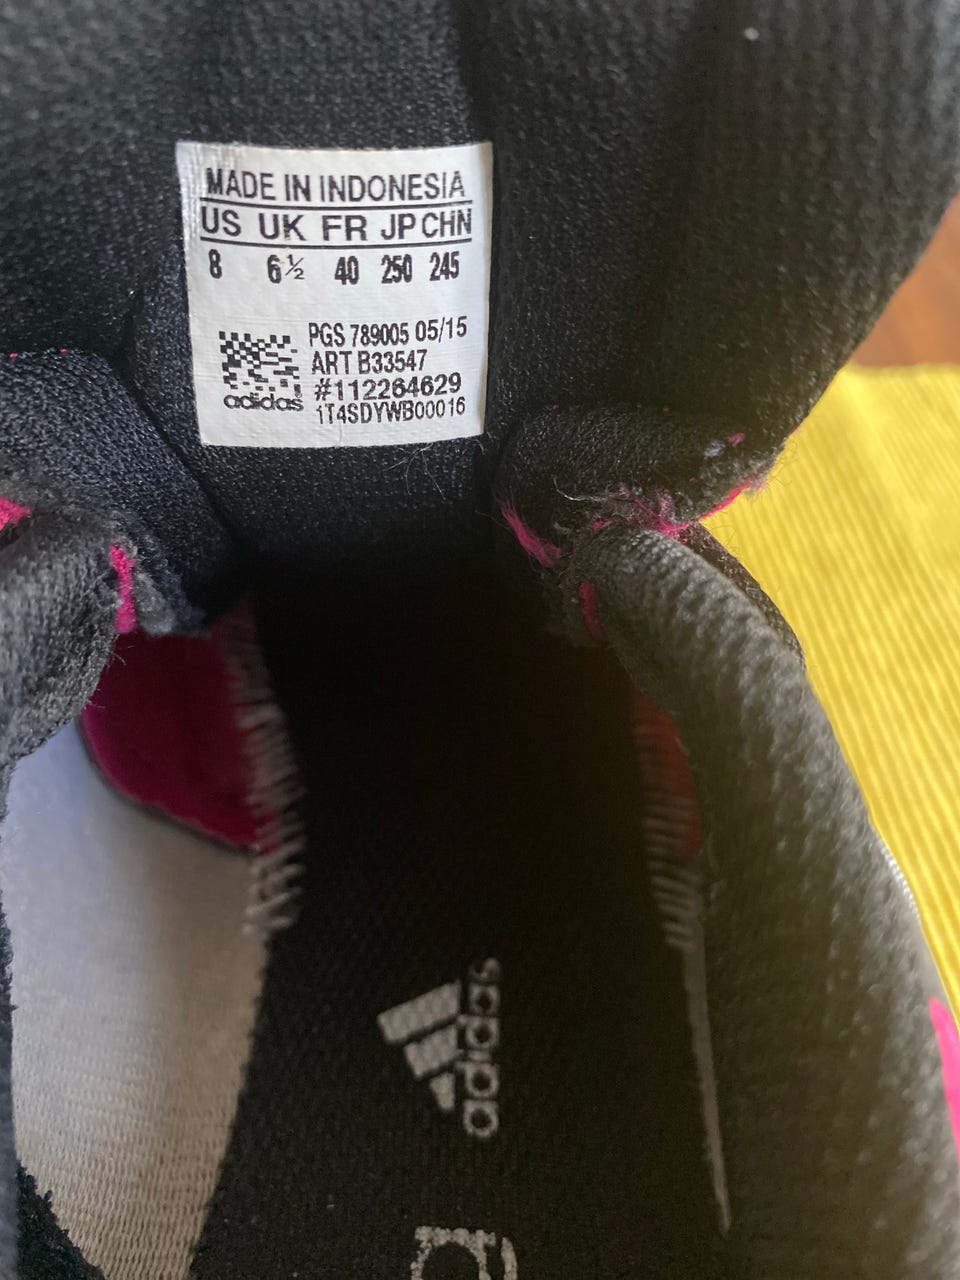 MADE IN INDONESIA
US UK FR JP CHN
8 6½ 40 250 245
PGS 789005 05/15
ART B33547
#112264629
1T4SDYWB00016
adidas
adidas